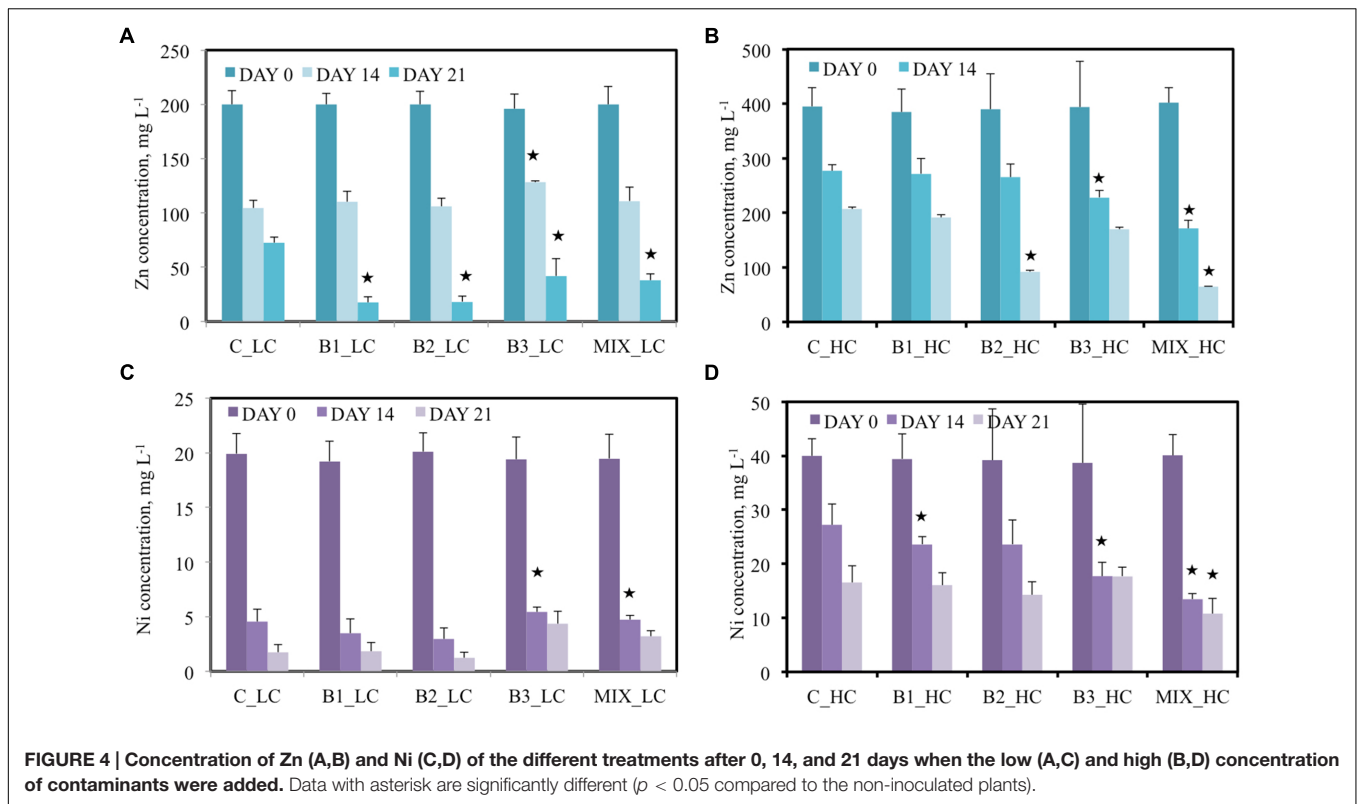 A
250
200
150
100
50
0
Zn concentration, mg L-1
DAY 0 DAY 14 DAY 21
★
★ ★ ★ ★
C_LC B1_LC B2_LC B3_LC MIX_LC
B
500
400
300
200
100
0
Zn concentration, mg L-1
DAY 0 DAY 14
★ ★ ★ ★
C_HC B1_HC B2_HC B3_HC MIX_HC
C
25
20
15
10
5
0
Ni concentration, mg L-1
DAY 0 DAY 14 DAY 21
★ ★
C_LC B1_LC B2_LC B3_LC MIX_LC
D
50
40
30
20
10
0
Ni concentration, mg L-1
DAY 0 DAY 14 DAY 21
★ ★ ★ ★
C_HC B1_HC B2_HC B3_HC MIX_HC
FIGURE 4 | Concentration of Zn (A,B) and Ni (C,D) of the different treatments after 0, 14, and 21 days when the low (A,C) and high (B,D) concentration
of contaminants were added. Data with asterisk are significantly different (p < 0.05 compared to the non-inoculated plants).